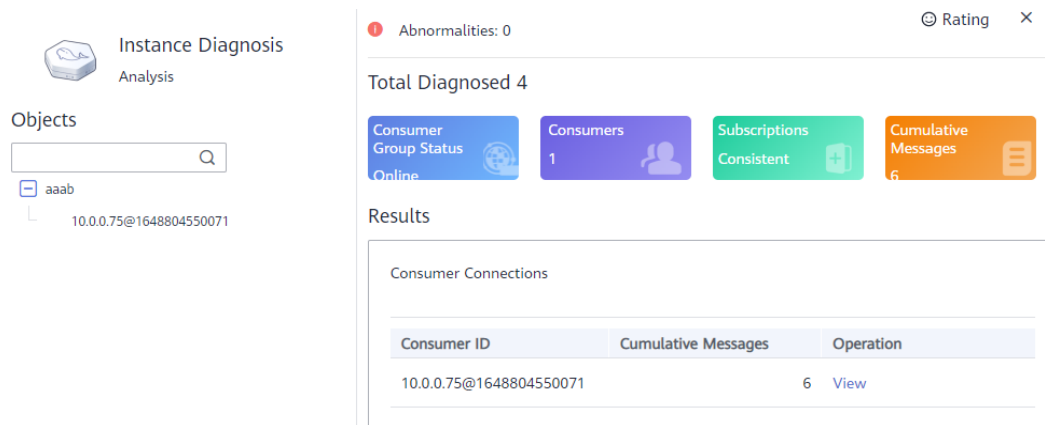 Instance Diagnosis
Analysis
Objects
aaab
10.0.0.75@1648804550071
Abnormalities: 0
Rating
Total Diagnosed 4
Consumer
Group Status
Online
Consumers
1
Subscriptions
Consistent
Cumulative
Messages
6
Results
Consumer Connections
Consumer ID Cumulative Messages Operation
10.0.0.75@1648804550071 6 View